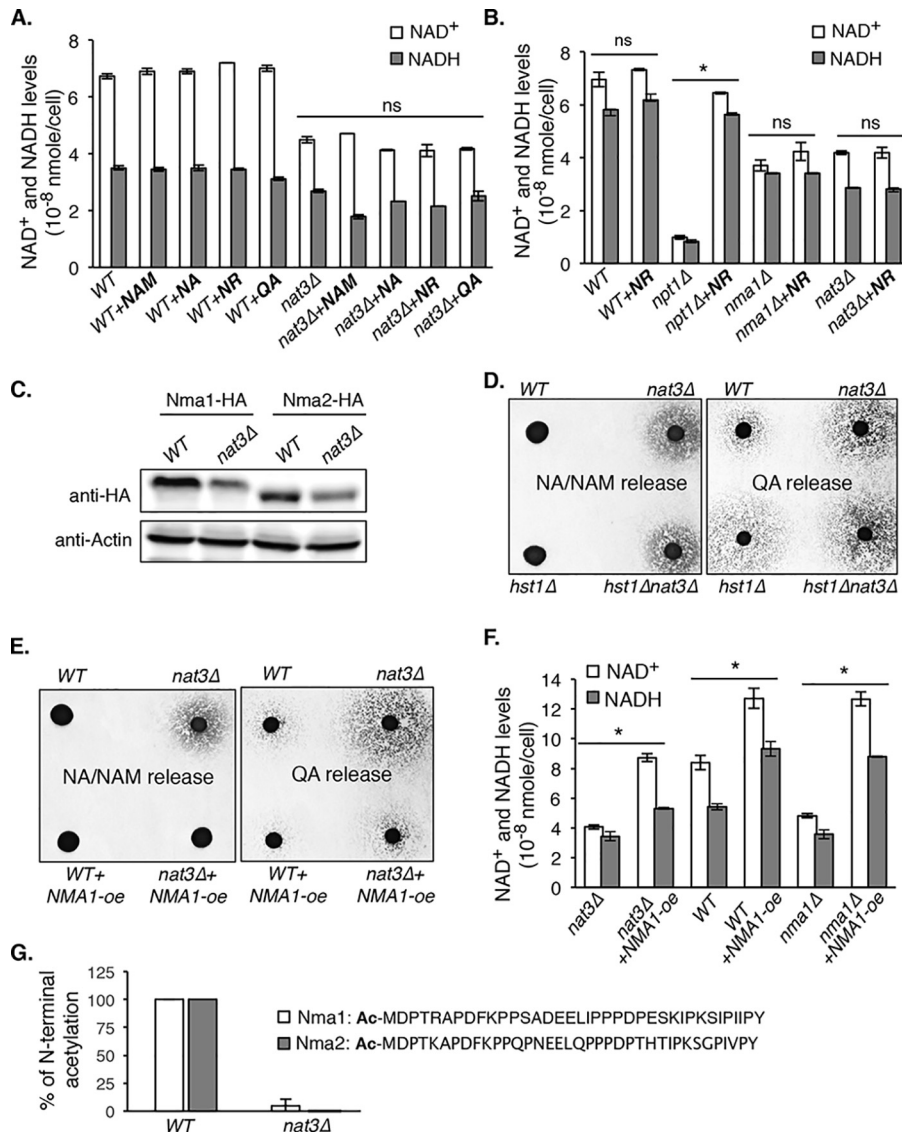 A.
NAD+
NADH
NAD+ and NADH levels
(10-8 nmole/cell)
8
6
4
2
0
ns
WT
WT+NAM
WT+NA
WT+NR
WT+QA
nat3Δ
nat3Δ+NAM
nat3Δ+NA
nat3Δ+NR
nat3Δ+QA
B.
NAD+
NADH
NAD+ and NADH levels
(10-8 nmole/cell)
8
6
4
2
0
ns
*
ns
ns
WT
WT+NR
npt1Δ
npt1Δ+NR
nma1Δ
nma1Δ+NR
nat3Δ
nat3Δ+NR
C.
Nma1-HA Nma2-HA
WT nat3Δ WT nat3Δ
anti-HA
anti-Actin
D.
WT nat3Δ WT nat3Δ
NA/NAM release QA release
hst1Δ hst1Δnat3Δ hst1Δ hst1Δnat3Δ
E.
WT nat3Δ WT nat3Δ
NA/NAM release QA release
WT+ nat3Δ+ WT+ nat3Δ+
NMA1-oe NMA1-oe NMA1-oe NMA1-oe
F.
NAD+
NADH
NAD+ and NADH levels
(10-8 nmole/cell)
14
12
10
8
6
4
2
0
*
*
*
nat3Δ
nat3Δ
+NMA1-oe
WT
WT
+NMA1-oe
nma1Δ
nma1Δ
+NMA1-oe
G.
% of N-terminal
acetylation
125
100
75
50
25
0
WT nat3Δ
Nma1: Ac-MDPTRAPDFKPPSADEELIPPPDPESKIPKSIPIIPY
Nma2: Ac-MDPTKAPDFKPPQPNEELQPPPDPTHTIPKSGPIVPY